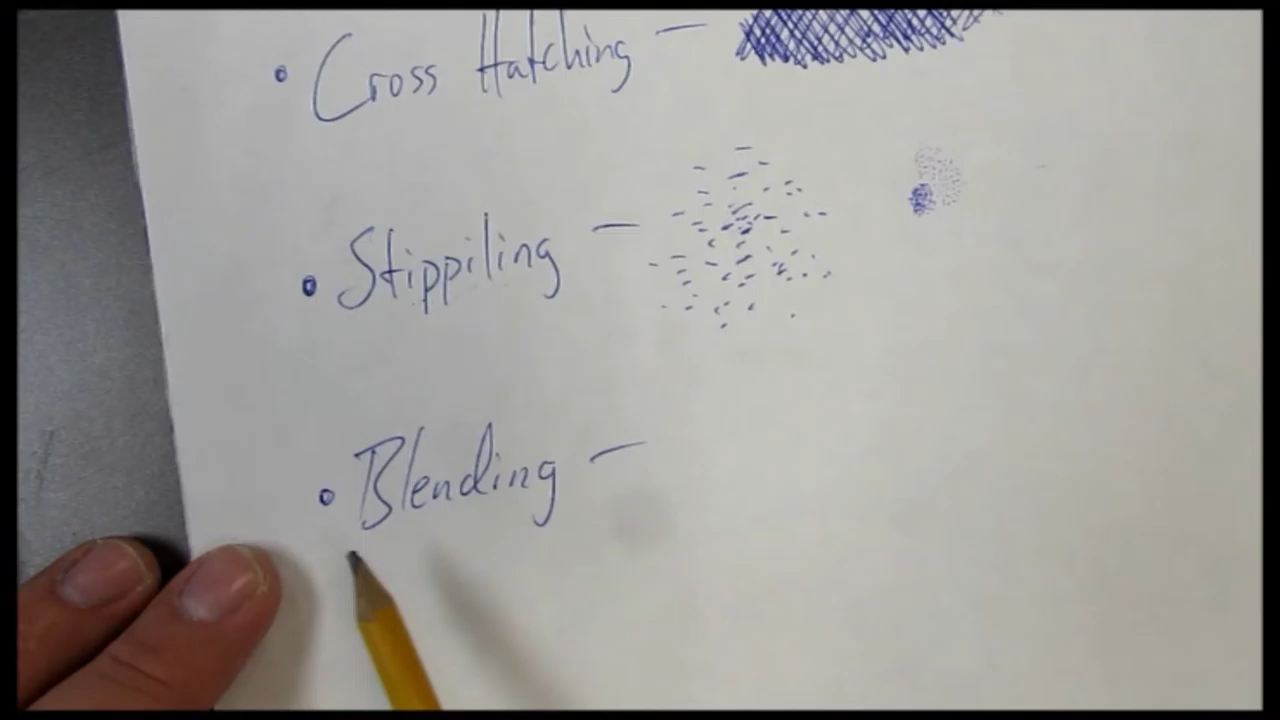 • Cross Hatching —
• Stippiling —
• Blending —